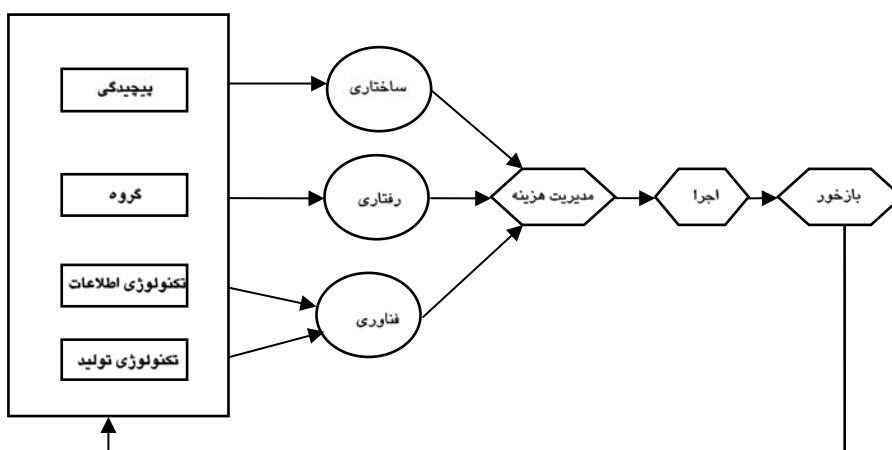 پیچیدگی
گروه
تکنولوژی اطلاعات
تکنولوژی تولید
ساختاری
رفتاری
فناوری
مدیریت هزینه
اجرا
بازخور